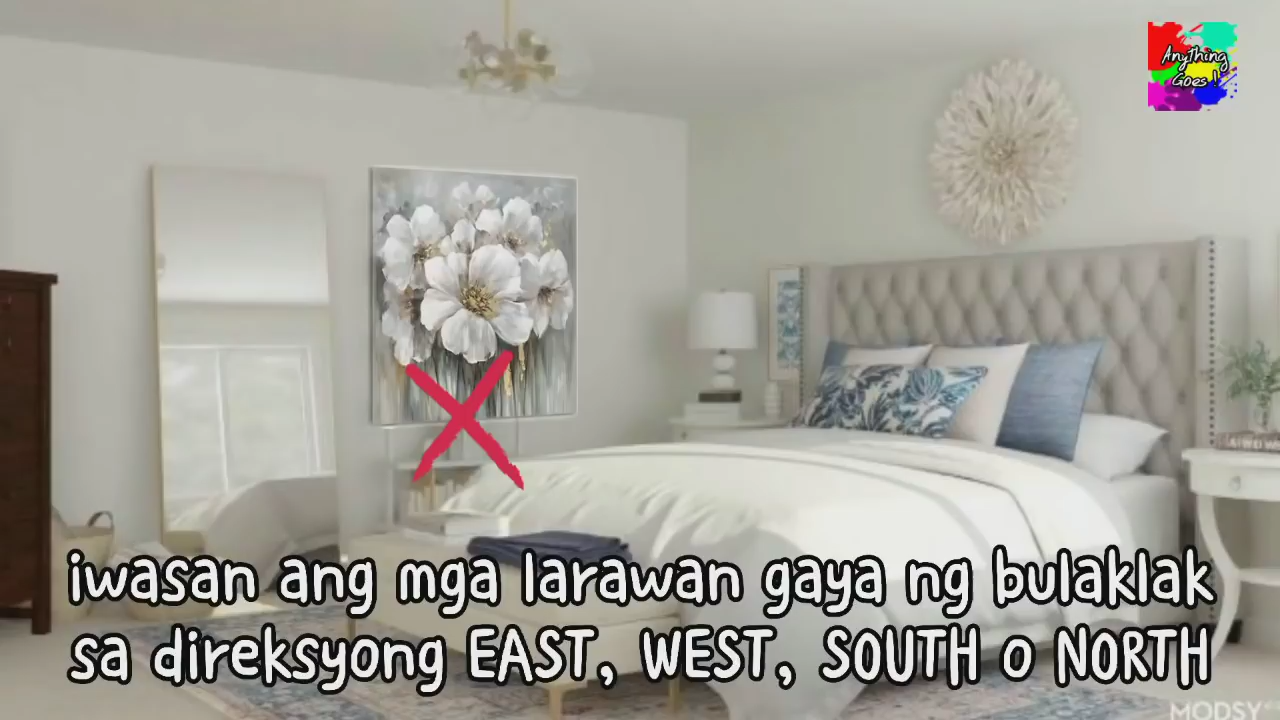 Anything
Goes!
iwasan ang mga larawan gaya ng bulaklak
sa direksyong EAST, WEST, SOUTH o NORTH
MODSY